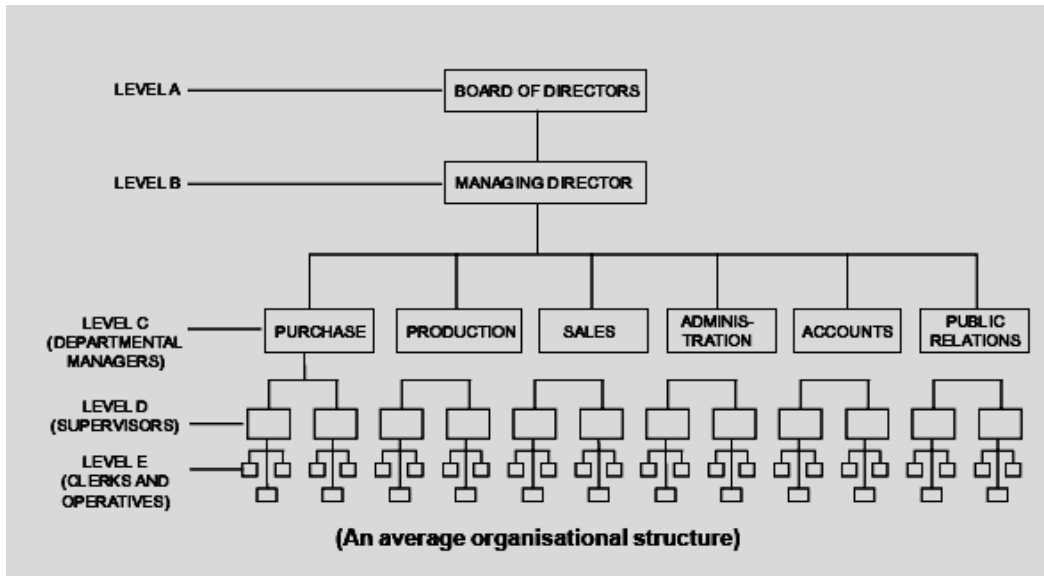 LEVEL A
BOARD OF DIRECTORS
LEVEL B
MANAGING DIRECTOR
LEVEL C
(DEPARTMENTAL
MANAGERS)
PURCHASE
PRODUCTION
SALES
ADMINIS-
TRATION
ACCOUNTS
PUBLIC
RELATIONS
LEVEL D
(SUPERVISORS)
LEVEL E
(CLERKS AND
OPERATIVES)
(An average organisational structure)